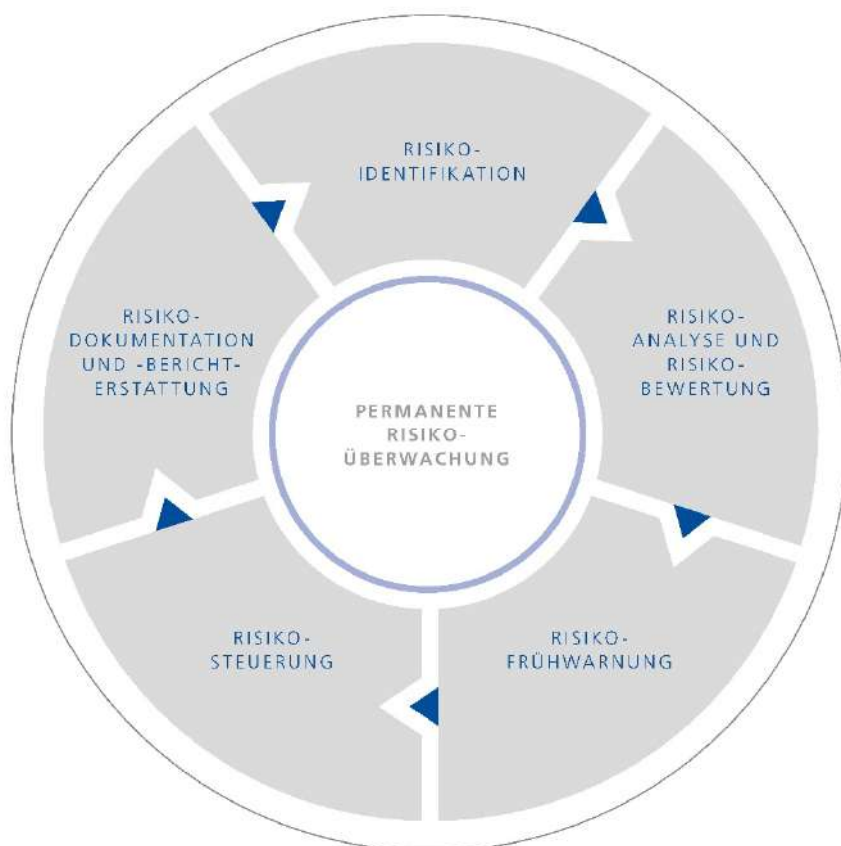 RISIKO-
IDENTIFIKATION
RISIKO-
ANALYSE UND
RISIKO-
BEWERTUNG
RISIKO-
FRÜHWARNUNG
RISIKO-
STEUERUNG
RISIKO-
DOKUMENTATION
UND -BERICHT-
ERSTATTUNG
PERMANENTE
RISIKO-
ÜBERWACHUNG